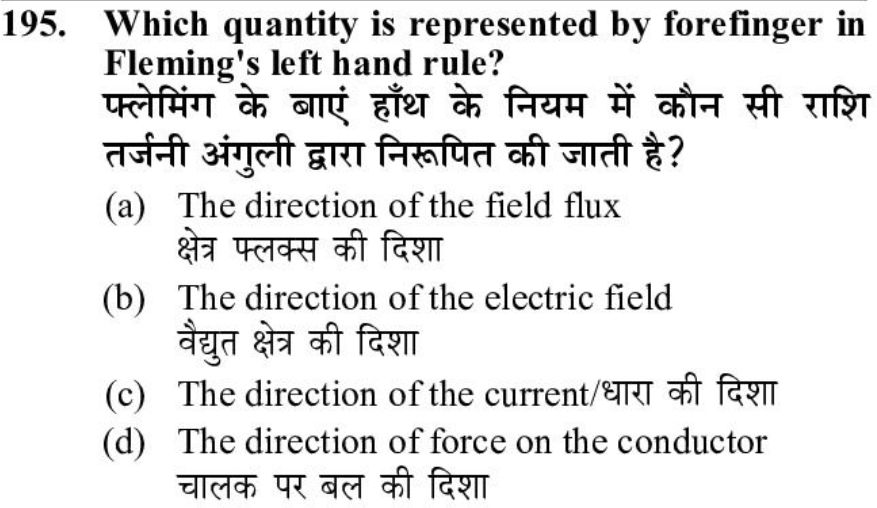 195. Which quantity is represented by forefinger in
Fleming's left hand rule?
फ्लेमिंग के बाएं हाँथ के नियम में कौन सी राशि
तर्जनी अंगुली द्वारा निरूपित की जाती है?
(a) The direction of the field flux
क्षेत्र फ्लक्स की दिशा
(b) The direction of the electric field
वैद्युत क्षेत्र की दिशा
(c) The direction of the current/धारा की दिशा
(d) The direction of force on the conductor
चालक पर बल की दिशा